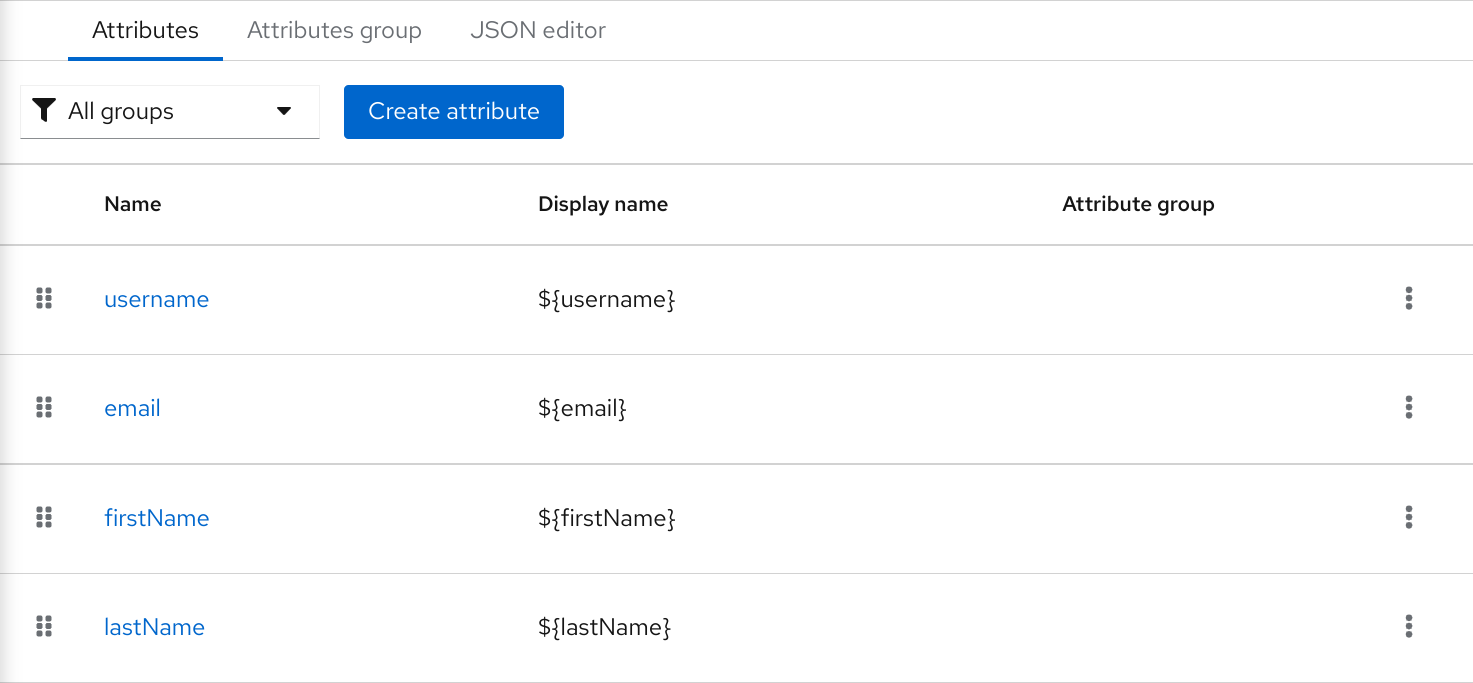 Attributes Attributes group JSON editor
All groups Create attribute
Name Display name Attribute group
username ${username}
email ${email}
firstName ${firstName}
lastName ${lastName}